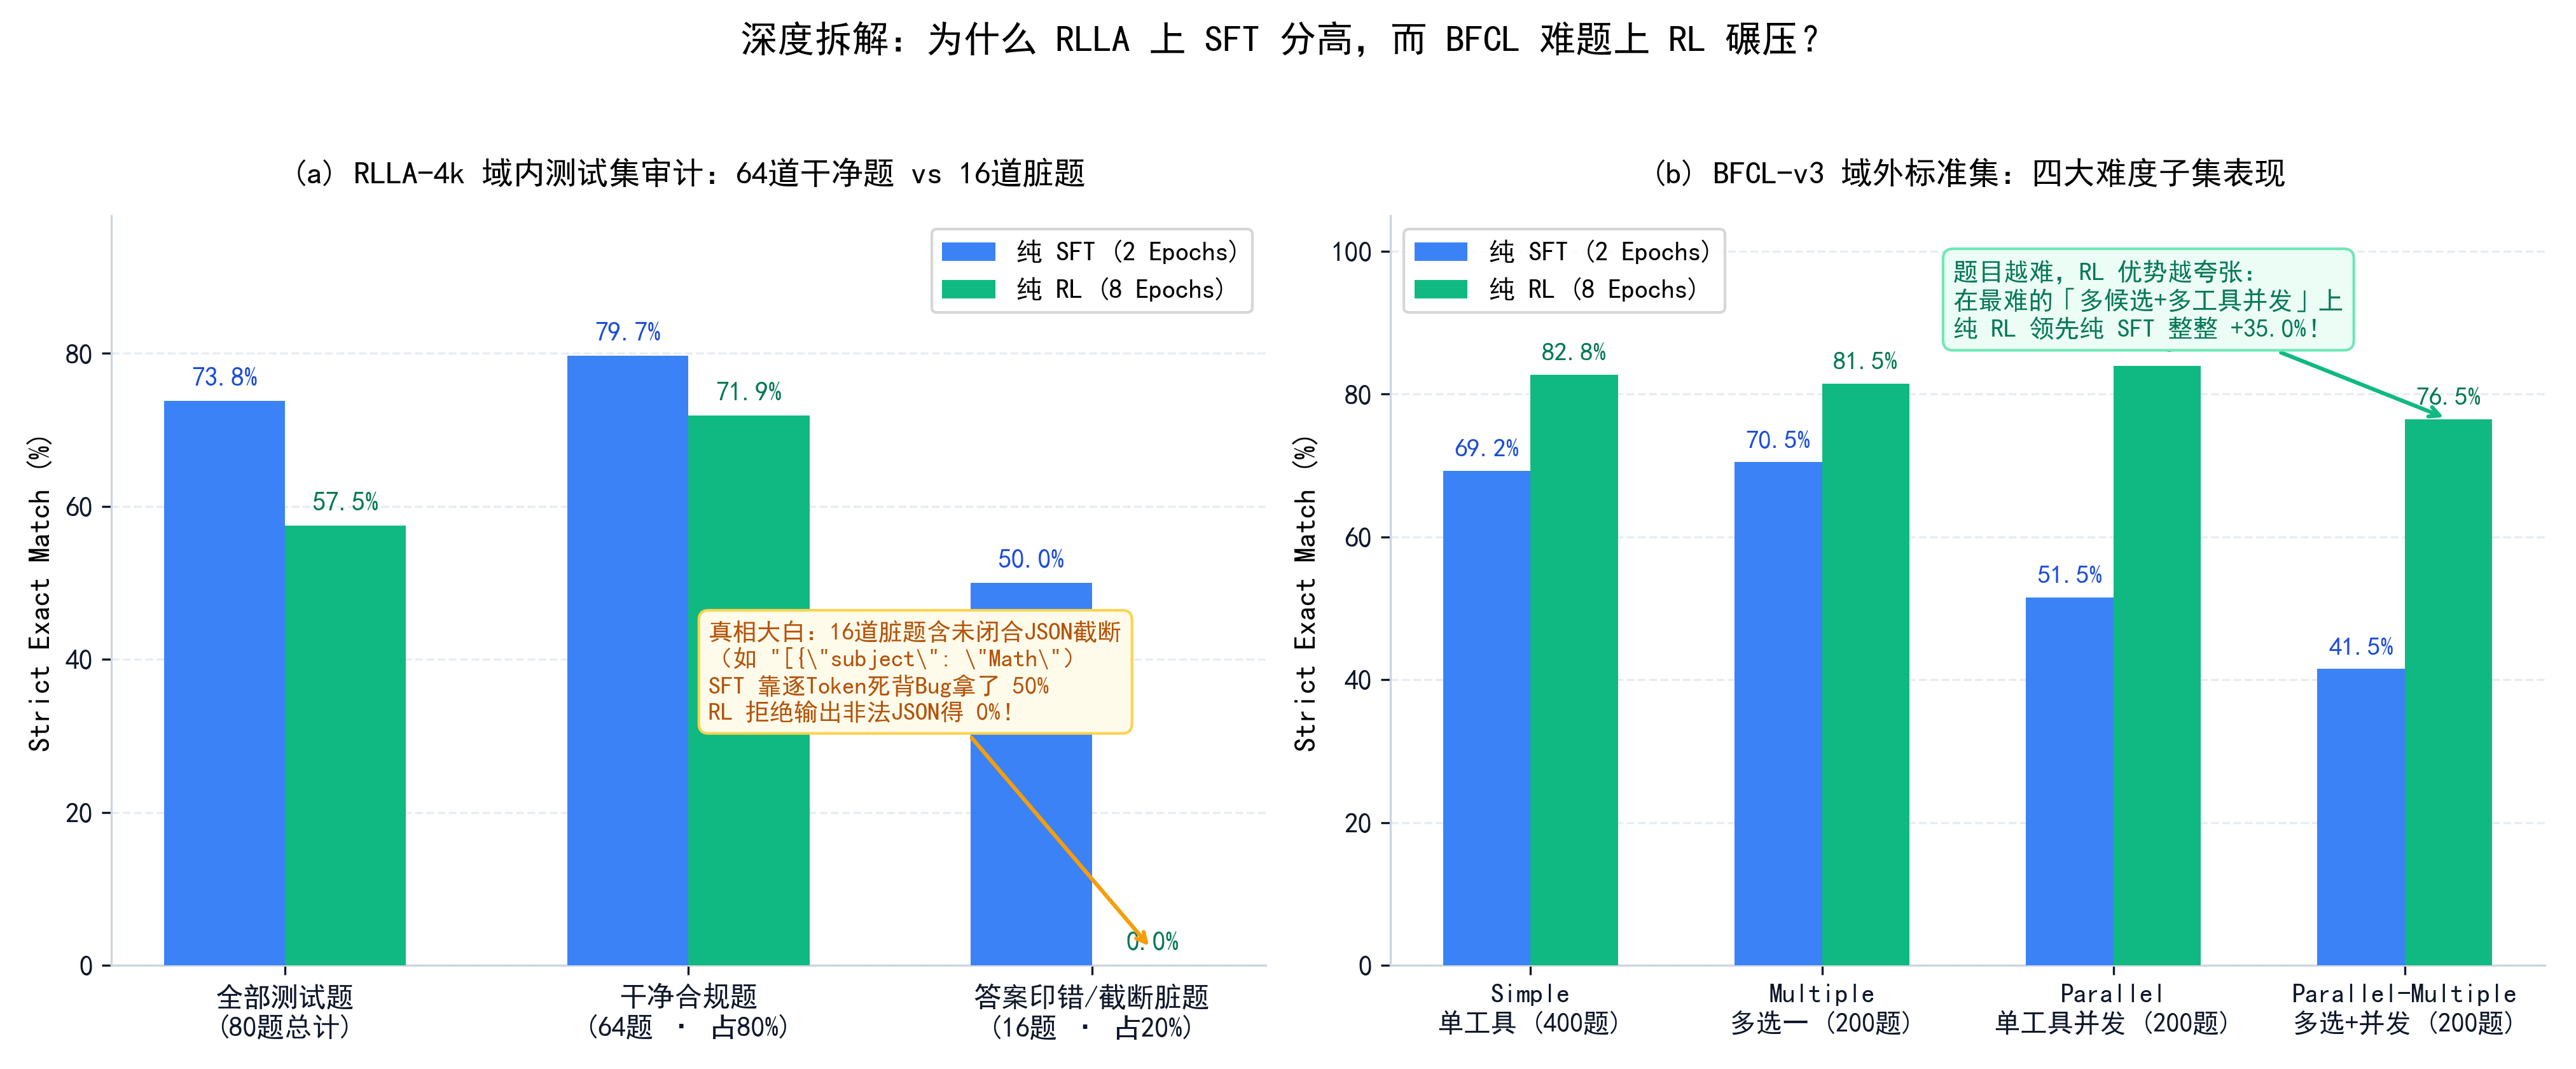 深度拆解：为什么 RLLA 上 SFT 分高，而 BFCL 难题上 RL 碾压？
(a) RLLA-4k 域内测试集审计：64道干净题 vs 16道脏题
纯 SFT (2 Epochs)
纯 RL (8 Epochs)
Strict Exact Match (%)
80
60
40
20
0
73.8%
57.5%
79.7%
71.9%
50.0%
0.0%
真相大白：16道脏题含未闭合JSON截断
（如 "[{\"subject\": \"Math\"）
SFT 靠逐Token死背Bug拿了 50%
RL 拒绝输出非法JSON得 0%！
全部测试题
(80题总计)
干净合规题
(64题 · 占80%)
答案印错/截断脏题
(16题 · 占20%)
(b) BFCL-v3 域外标准集：四大难度子集表现
纯 SFT (2 Epochs)
纯 RL (8 Epochs)
题目越难，RL 优势越夸张：
在最难的「多候选+多工具并发」上
纯 RL 领先纯 SFT 整整 +35.0%！
Strict Exact Match (%)
100
80
60
40
20
0
69.2%
82.8%
70.5%
81.5%
51.5%
41.5%
76.5%
Simple
单工具 (400题)
Multiple
多选一 (200题)
Parallel
单工具并发 (200题)
Parallel-Multiple
多选+并发 (200题)